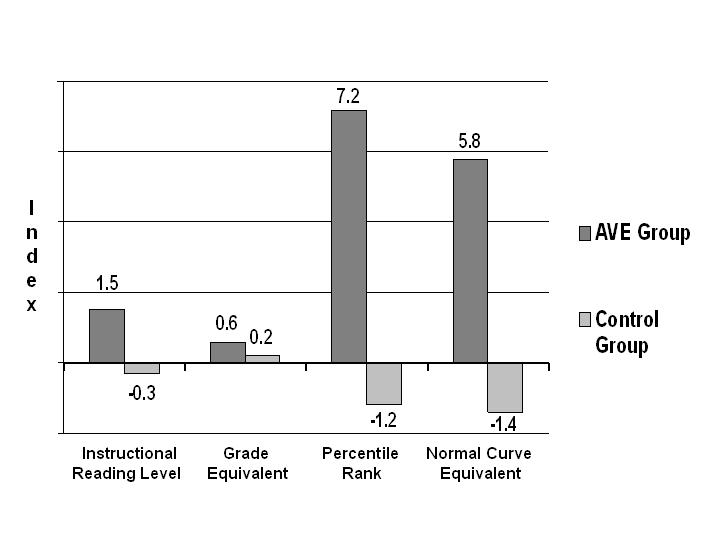 Index
7.2
5.8
1.5
0.6
0.2
-0.3
-1.2
-1.4
AVE Group
Control
Group
Instructional
Reading Level
Grade
Equivalent
Percentile
Rank
Normal Curve
Equivalent